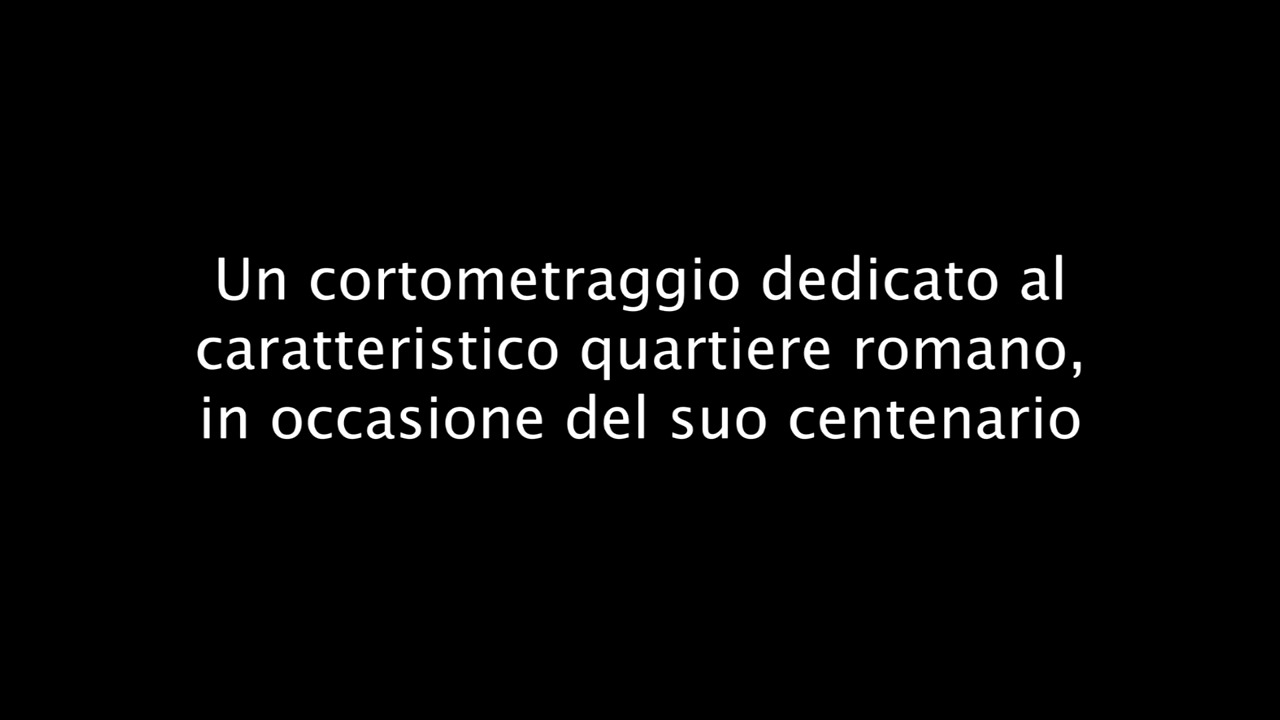 Un cortometraggio dedicato al
caratteristico quartiere romano,
in occasione del suo centenario